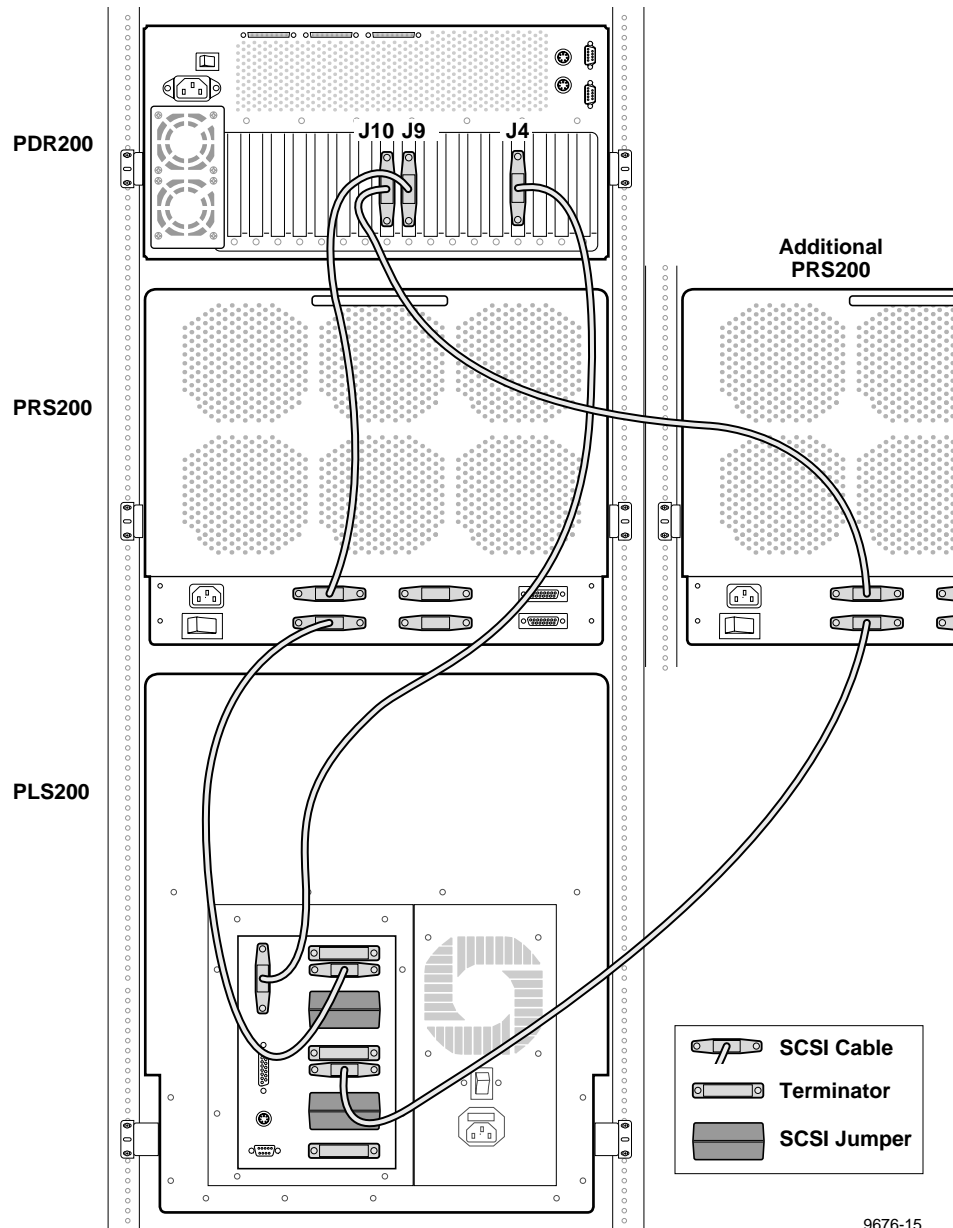 J10 J9 J4
PDR200
Additional
PRS200
PRS200
PLS200
SCSI Cable
Terminator
SCSI Jumper
9676-15